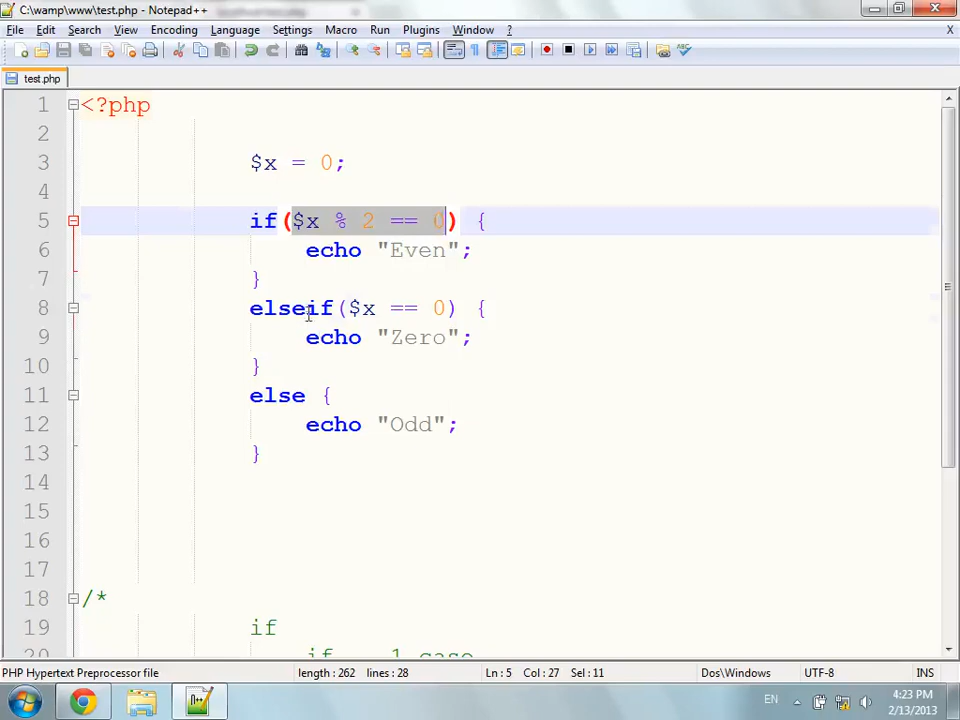 C:\wamp\www\test.php - Notepad++
File Edit Search View Encoding Language Settings Macro Run Plugins Window ? X
test.php
1 <?php
2
3 $x = 0;
4
5 if($x % 2 == 0) {
6 echo "Even";
7 }
8 elseif($x == 0) {
9 echo "Zero";
10 }
11 else {
12 echo "Odd";
13 }
14
15
16
17
18 /*
19 if
20 if 1 case
PHP Hypertext Preprocessor file length : 262 lines : 28 Ln : 5 Col : 27 Sel : 11 Dos\Windows UTF-8 INS
EN 4:23 PM
2/13/2013